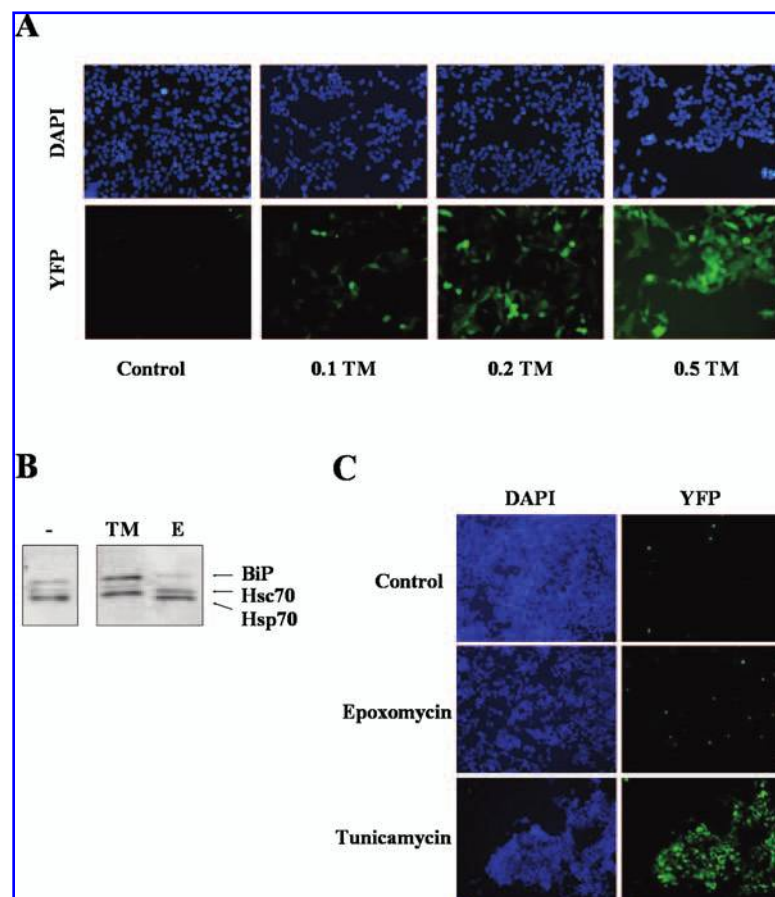 A
DAPI
YFP
Control 0.1 TM 0.2 TM 0.5 TM
B
- TM E
BiP
Hsc70
Hsp70
C
DAPI YFP
Control
Epoxomycin
Tunicamycin